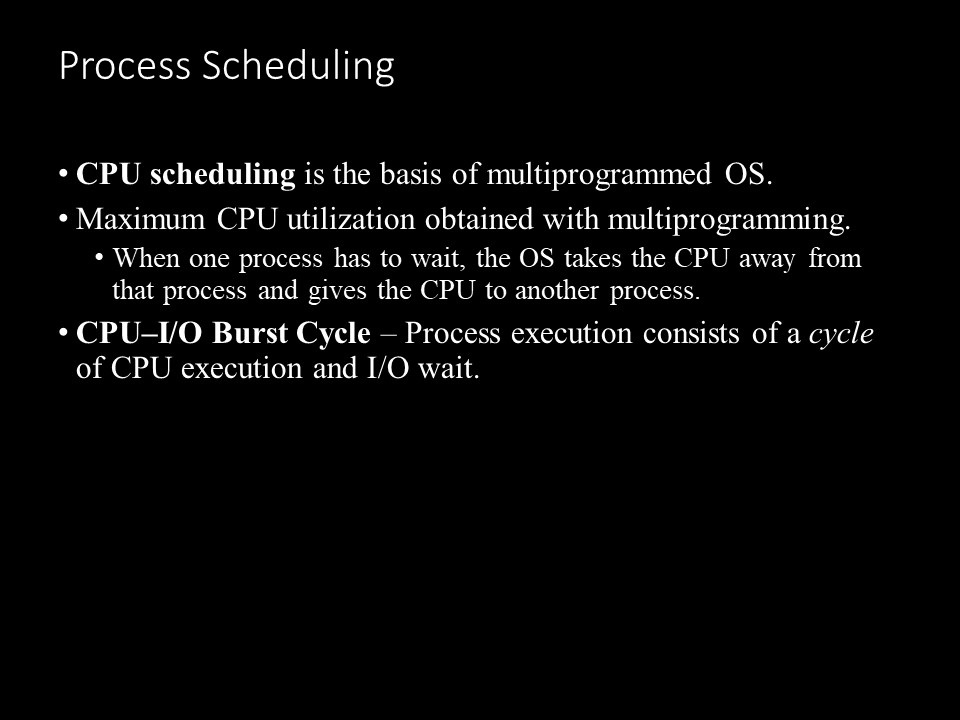 Process Scheduling
• CPU scheduling is the basis of multiprogrammed OS.
• Maximum CPU utilization obtained with multiprogramming.
• When one process has to wait, the OS takes the CPU away from
that process and gives the CPU to another process.
• CPU–I/O Burst Cycle – Process execution consists of a cycle
of CPU execution and I/O wait.